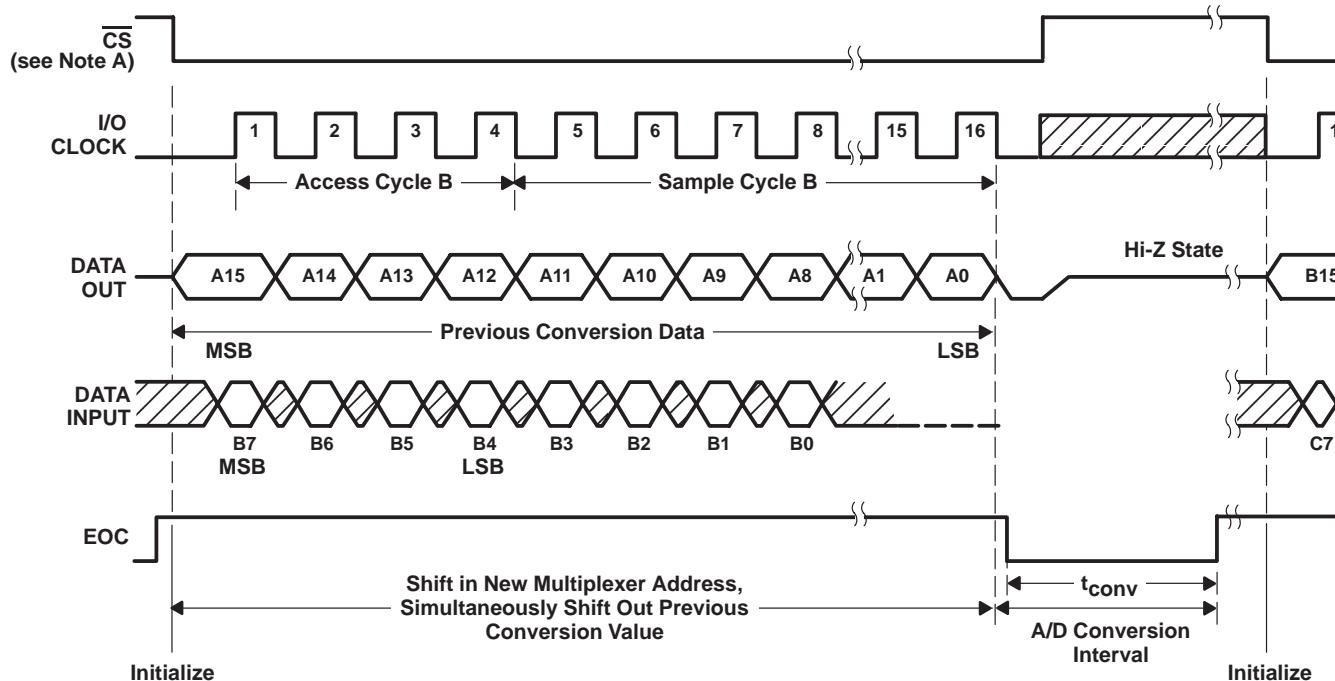 CS
(see Note A)
I/O
CLOCK
1 2 3 4 5 6 7 8 15 16 1
Access Cycle B Sample Cycle B
Hi-Z State
DATA
OUT
A15 A14 A13 A12 A11 A10 A9 A8 A1 A0 B15
Previous Conversion Data
MSB LSB
DATA
INPUT
B7 B6 B5 B4 B3 B2 B1 B0 C7
MSB LSB
EOC
Shift in New Multiplexer Address,
Simultaneously Shift Out Previous
Conversion Value
tconv
A/D Conversion
Interval
Initialize Initialize